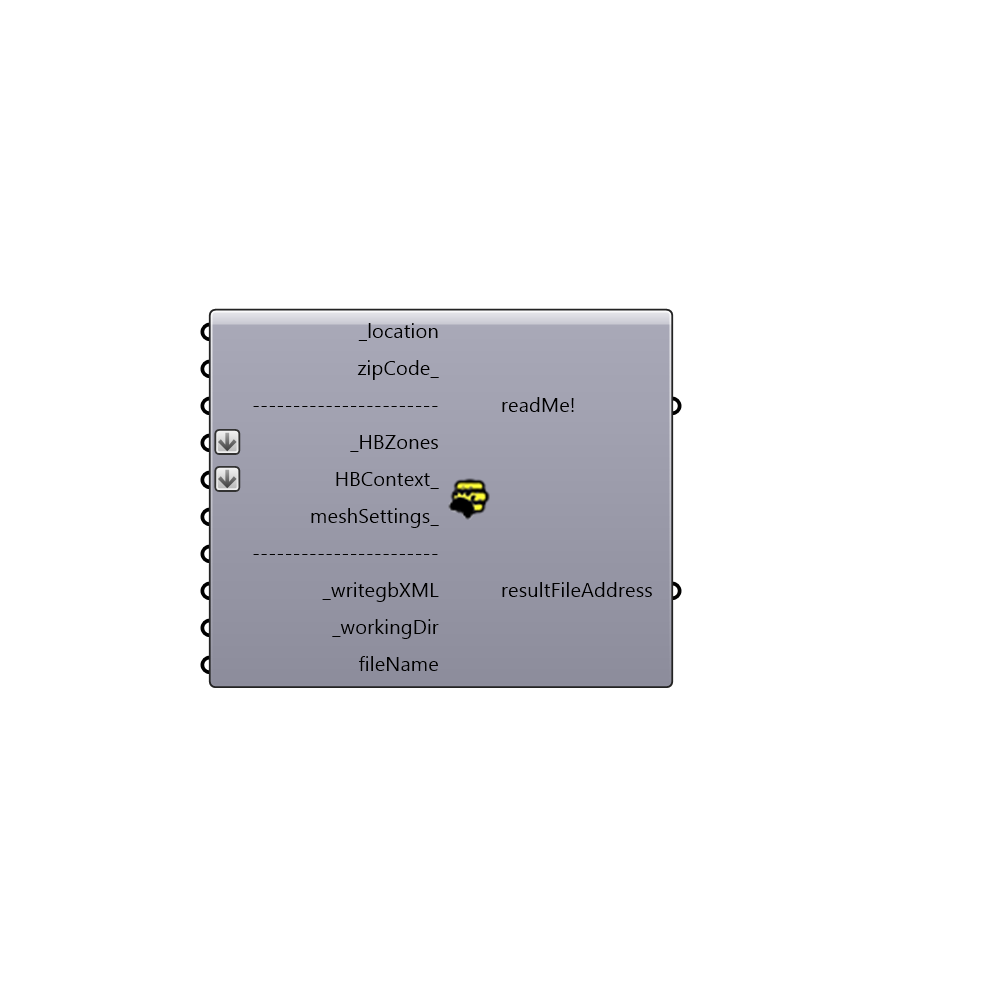 _location
zipCode_
-----------------------
readMe!
_HBZones
HBContext_
meshSettings_
-----------------------
_writegbXML
resultFileAddress
_workingDir
fileName